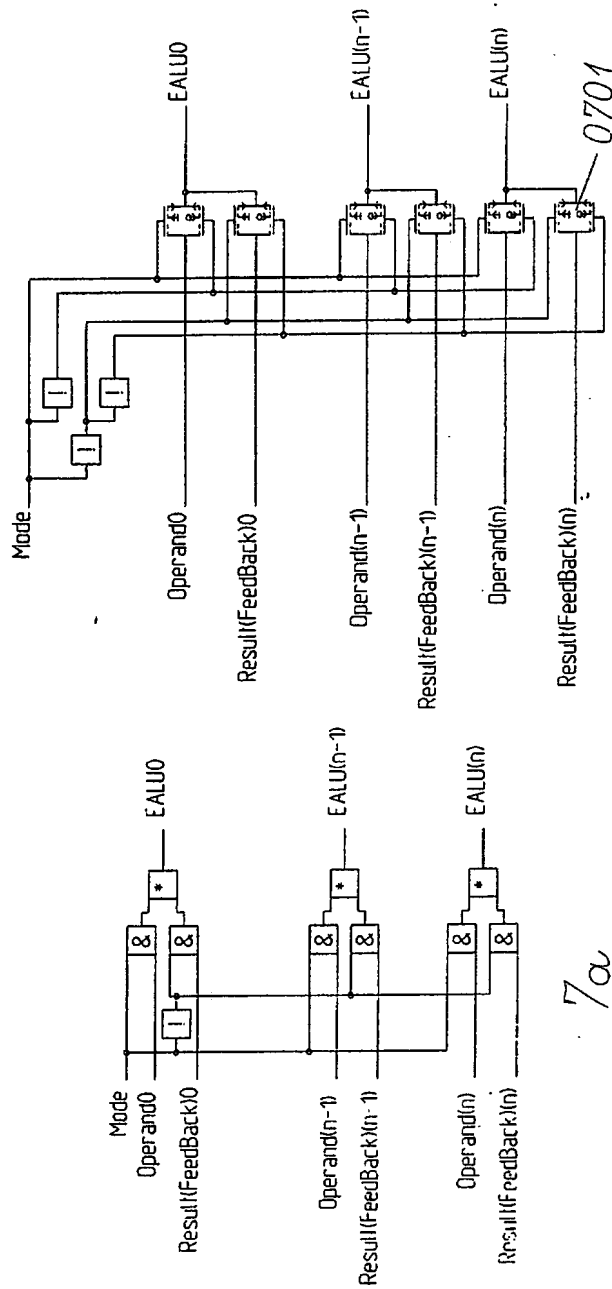 Mode
Operand0
&
*
EALU0
Result(FeedBack)0
&
!
Operand(n-1)
&
*
EALU(n-1)
Result(FeedBack)(n-1)
&
Operand(n)
&
*
EALU(n)
Result(FeedBack)(n)
&
7a
Mode
!
!
!
Operand0
EALU0
Result(FeedBack)0
Operand(n-1)
EALU(n-1)
Result(FeedBack)(n-1)
Operand(n)
EALU(n)
Result(FeedBack)(n)
0701